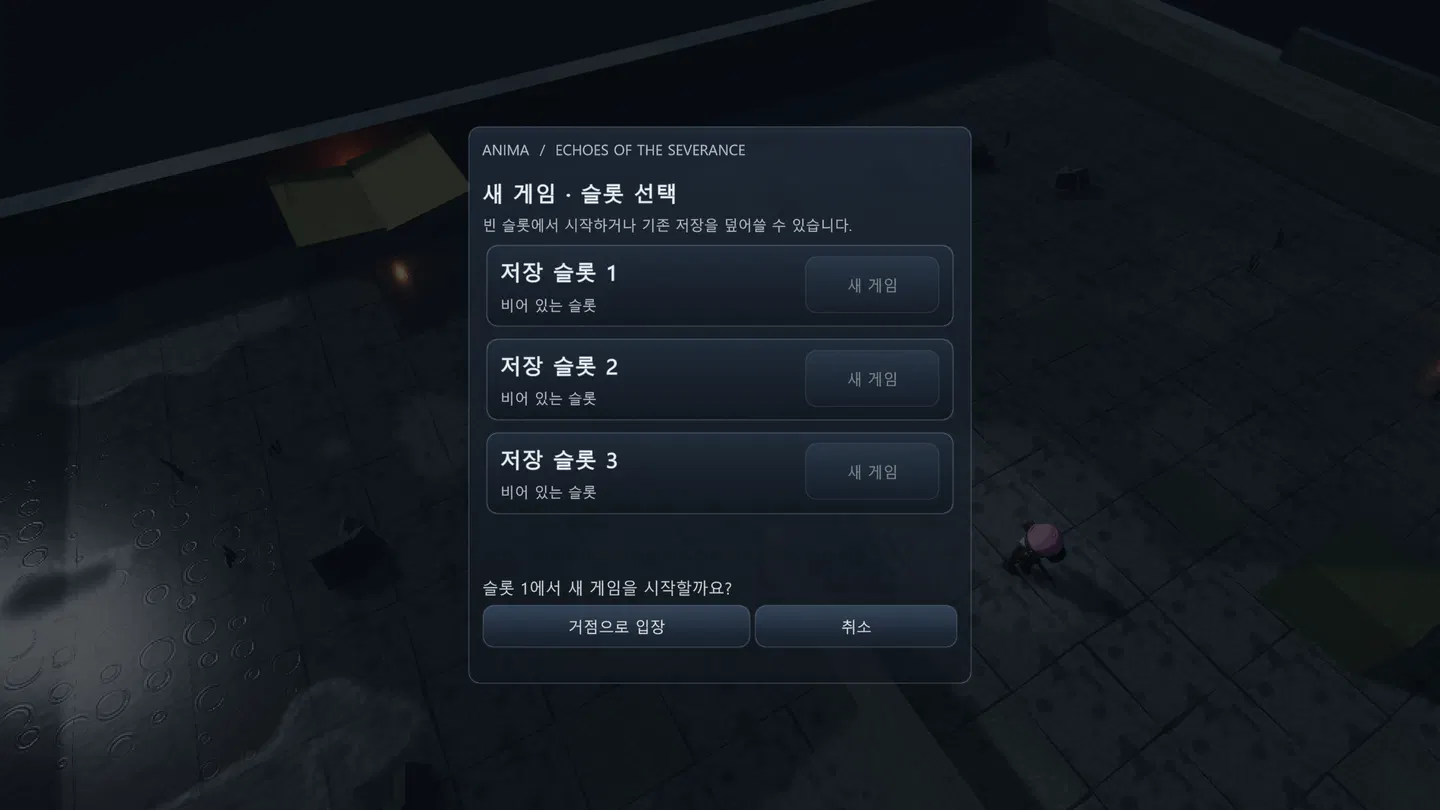 ANIMA / ECHOES OF THE SEVERANCE
새 게임 · 슬롯 선택
빈 슬롯에서 시작하거나 기존 저장을 덮어쓸 수 있습니다.
저장 슬롯 1
새 게임
비어 있는 슬롯
저장 슬롯 2
새 게임
비어 있는 슬롯
저장 슬롯 3
새 게임
비어 있는 슬롯
슬롯 1에서 새 게임을 시작할까요?
거점으로 입장
취소